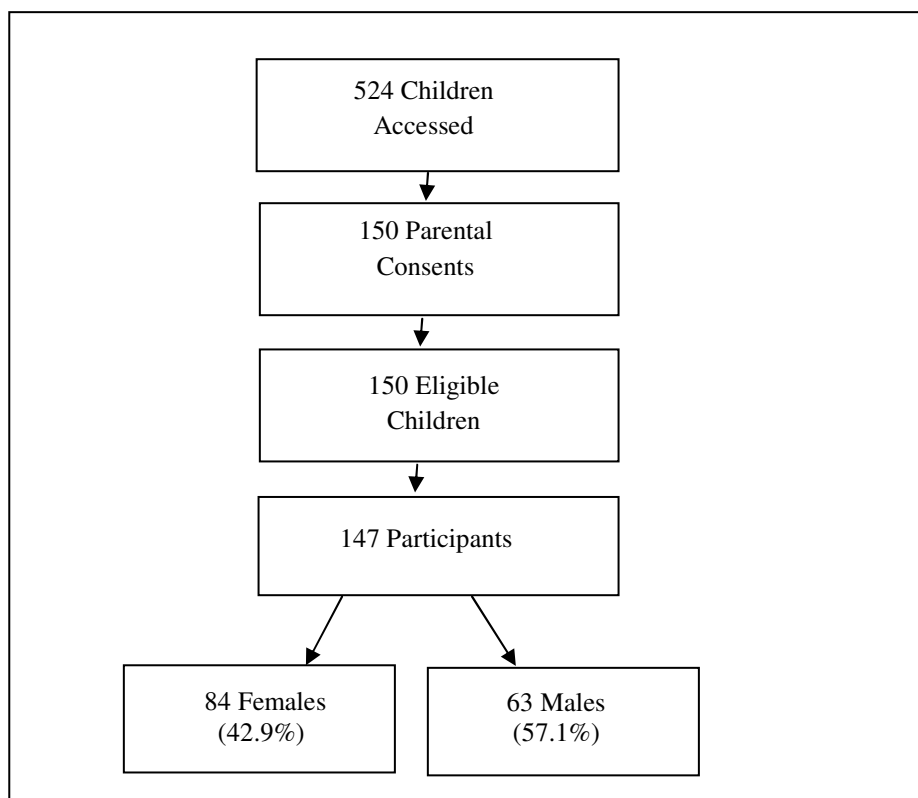 524 Children
Accessed
150 Parental
Consents
150 Eligible
Children
147 Participants
84 Females
(42.9%)
63 Males
(57.1%)